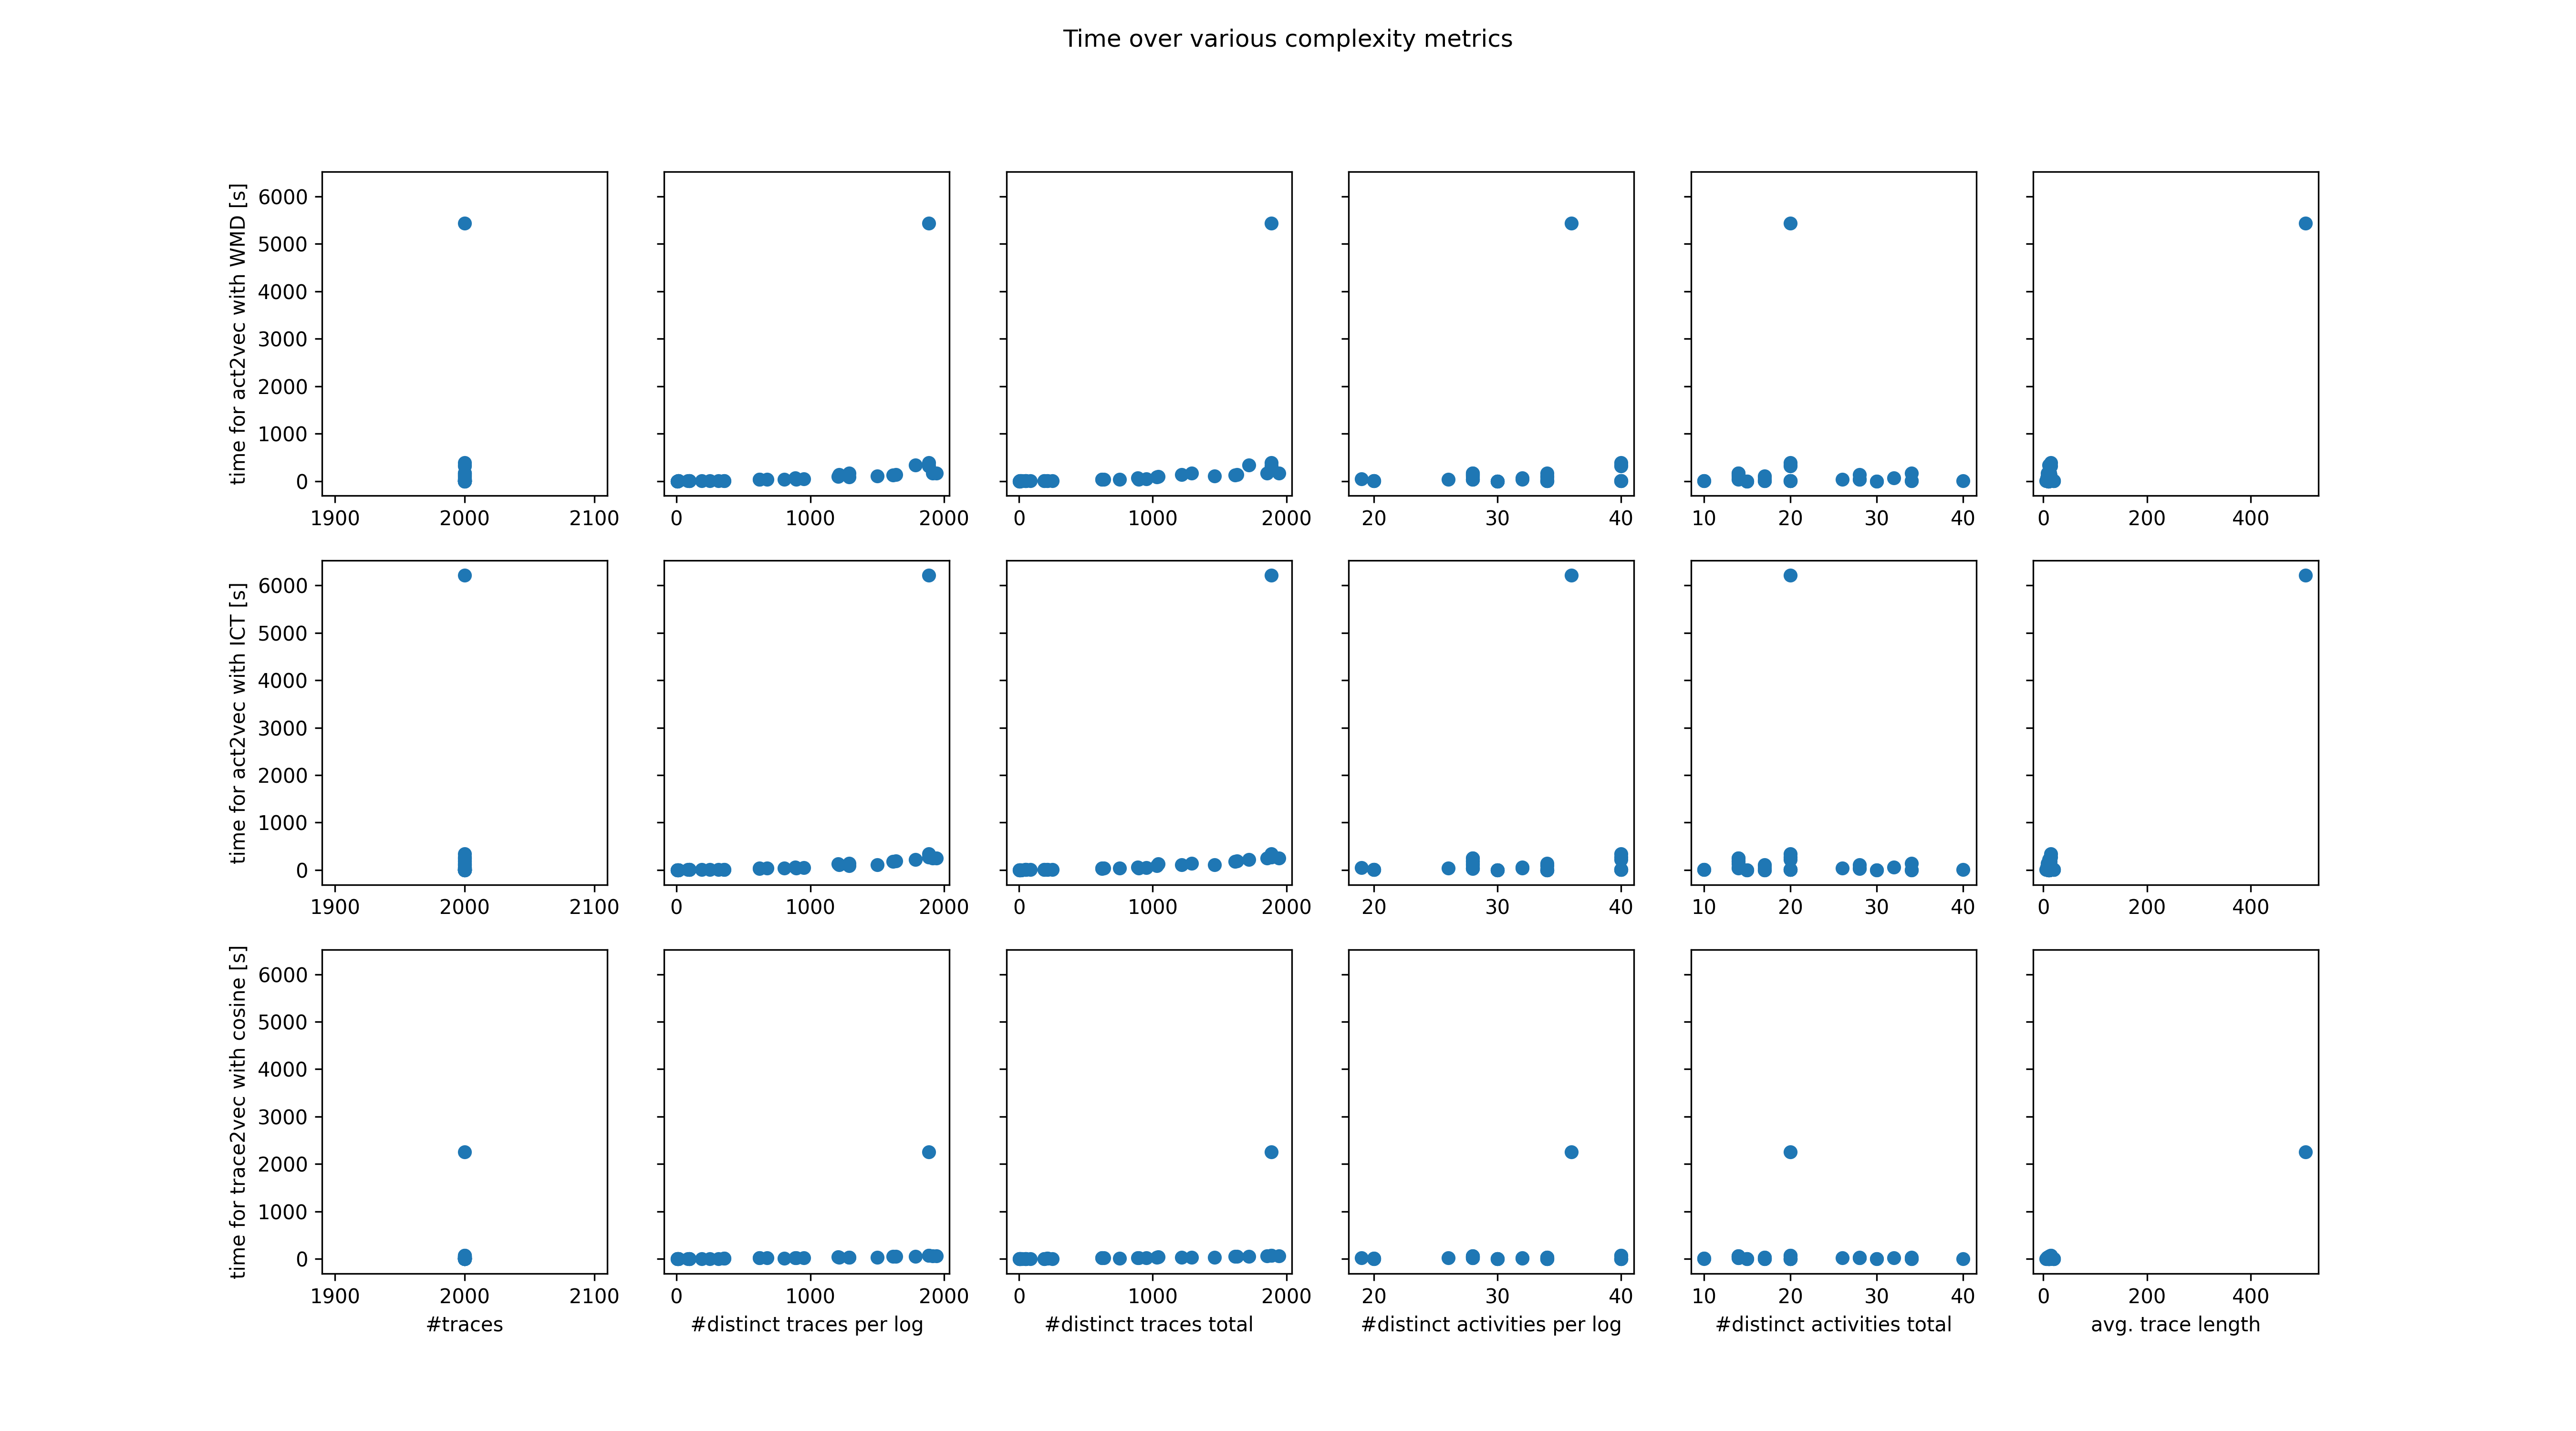 Time over various complexity metrics
time for act2vec with WMD [s]
6000
5000
4000
3000
2000
1000
0
1900 2000 2100
0 1000 2000
0 1000 2000
20 30 40
10 20 30 40
0 200 400
time for act2vec with ICT [s]
6000
5000
4000
3000
2000
1000
0
1900 2000 2100
0 1000 2000
0 1000 2000
20 30 40
10 20 30 40
0 200 400
time for trace2vec with cosine [s]
6000
5000
4000
3000
2000
1000
0
1900 2000 2100
#traces
0 1000 2000
#distinct traces per log
0 1000 2000
#distinct traces total
20 30 40
#distinct activities per log
10 20 30 40
#distinct activities total
0 200 400
avg. trace length